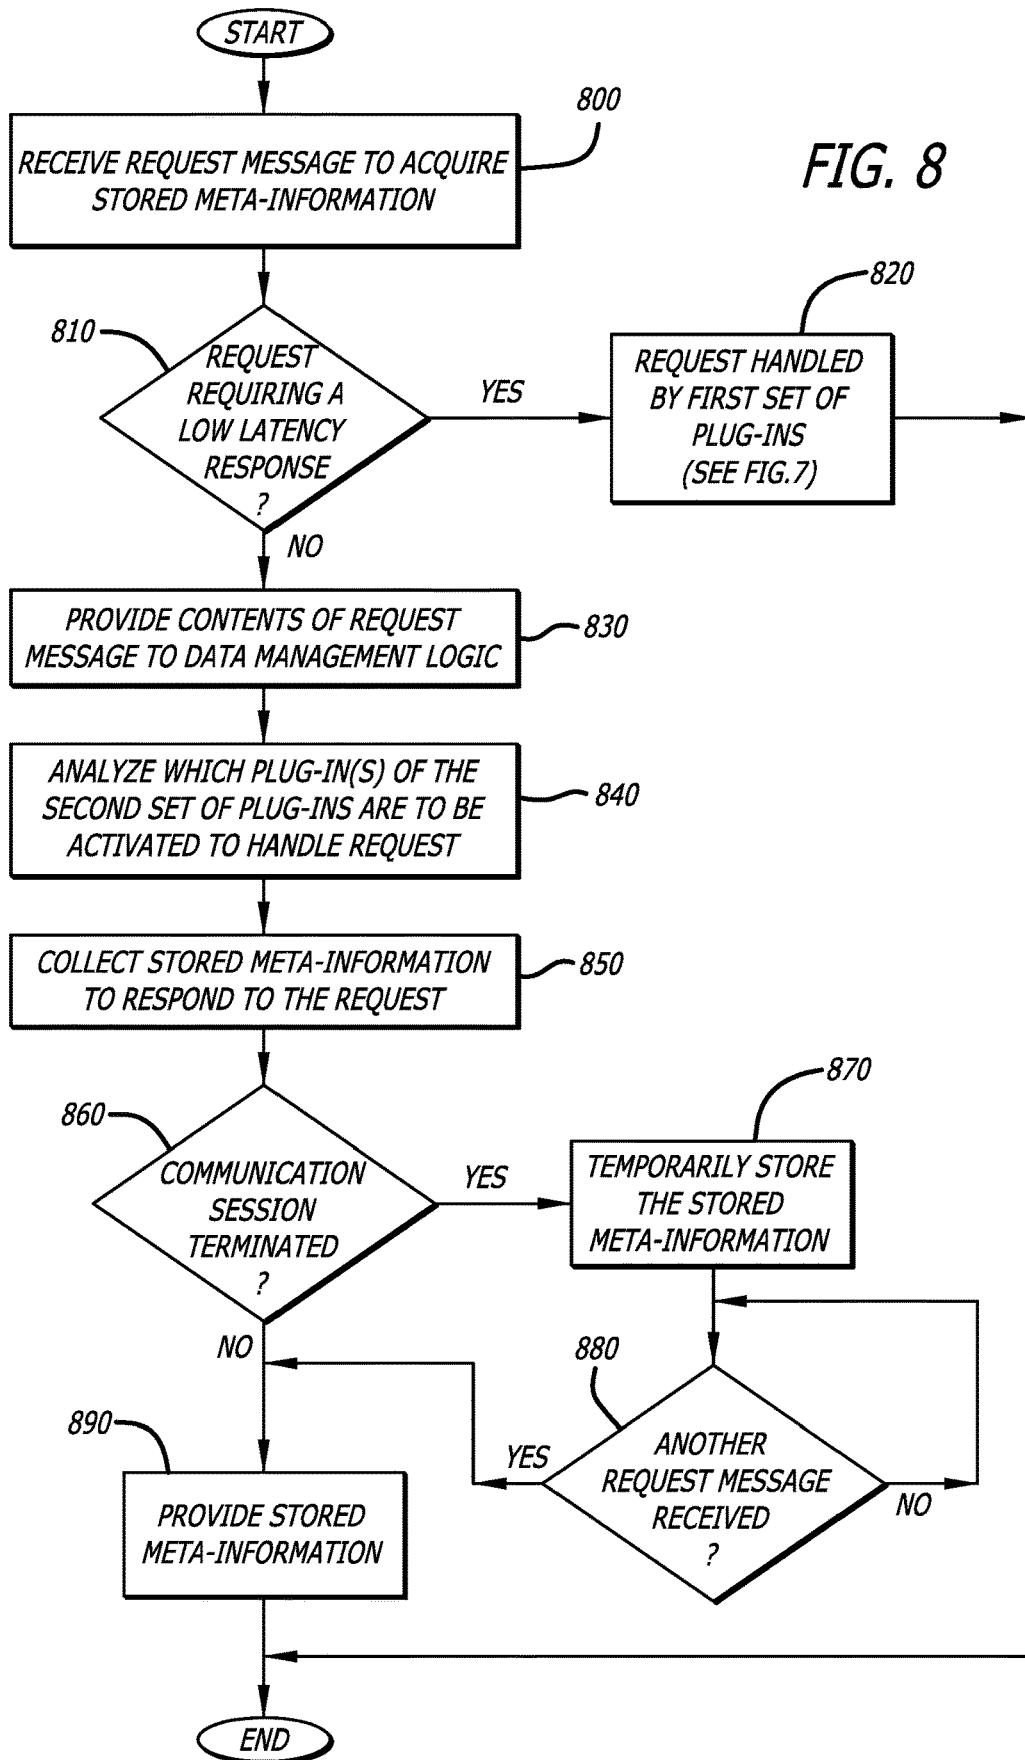 START
800
RECEIVE REQUEST MESSAGE TO ACQUIRE
STORED META-INFORMATION
FIG. 8
810
REQUEST
REQUIRING A
LOW LATENCY
RESPONSE
?
YES
820
REQUEST HANDLED
BY FIRST SET OF
PLUG-INS
(SEE FIG.7)
NO
PROVIDE CONTENTS OF REQUEST
MESSAGE TO DATA MANAGEMENT LOGIC
830
ANALYZE WHICH PLUG-IN(S) OF THE
SECOND SET OF PLUG-INS ARE TO BE
ACTIVATED TO HANDLE REQUEST
840
COLLECT STORED META-INFORMATION
TO RESPOND TO THE REQUEST
850
860
COMMUNICATION
SESSION
TERMINATED
?
YES
870
TEMPORARILY STORE
THE STORED
META-INFORMATION
NO
880
ANOTHER
REQUEST MESSAGE
RECEIVED
?
YES
NO
890
PROVIDE STORED
META-INFORMATION
END